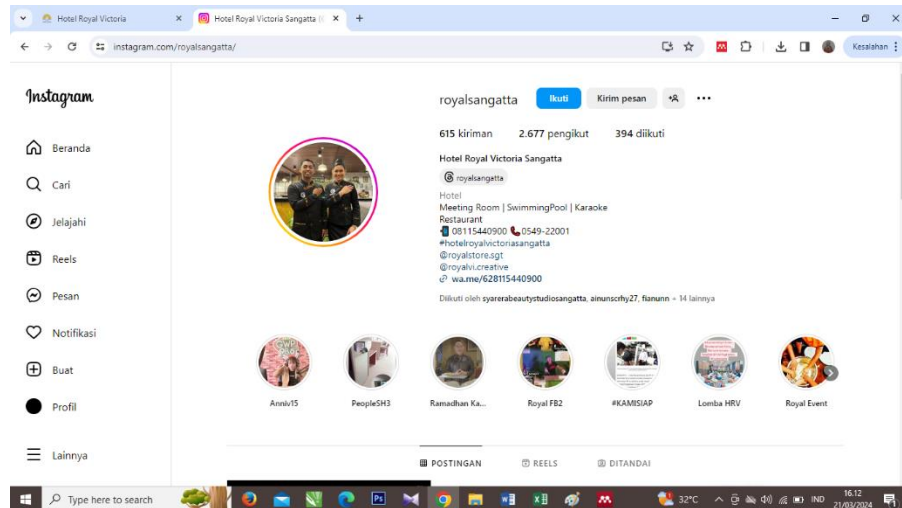 Hotel Royal Victoria
Hotel Royal Victoria Sangatta (
instagram.com/royalsangatta/
Kesalahan
Instagram
Beranda
Cari
Jelajahi
Reels
Pesan
Notifikasi
Buat
Profil
Lainnya
royalsangatta
Ikuti
Kirim pesan
615 kiriman 2.677 pengikut 394 diikuti
Hotel Royal Victoria Sangatta
royalsangatta
Hotel
Meeting Room | SwimmingPool | Karaoke
Restaurant
08115440900 0549-22001
#hotelroyalvictoriasangatta
@royalstore.sgt
@royalvi.creative
wa.me/628115440900
Diikuti oleh syarerabeautystudiosangatta, ainunscrhy27, fianunn + 14 lainnya
Anniv15
PeopleSH3
Ramadhan Ka...
Royal FB2
#KAMISIAP
Lomba HRV
Royal Event
POSTINGAN
REELS
DITANDAI
Type here to search
Ps
32°C
IND
16.12
21/03/2024